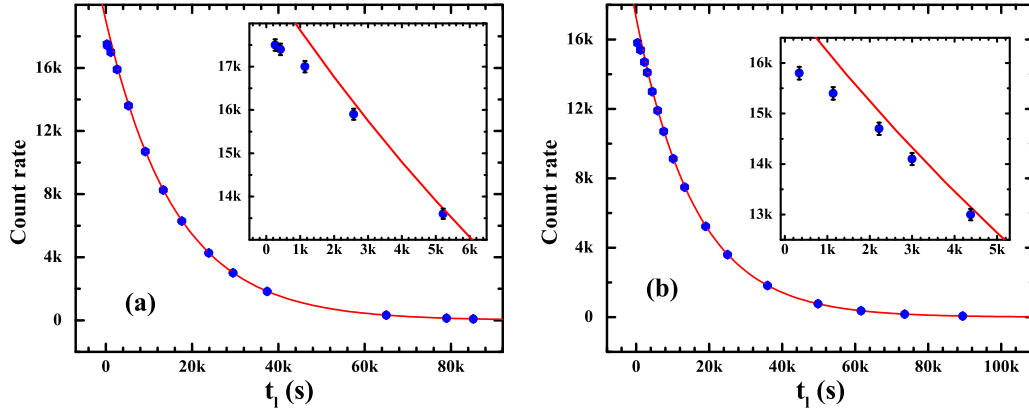 Count rate
16k
12k
8k
4k
0
17k
16k
15k
14k
0 1k 2k 3k 4k 5k 6k
(a)
0 20k 40k 60k 80k
t_l (s)
Count rate
16k
12k
8k
4k
0
16k
15k
14k
13k
0 1k 2k 3k 4k 5k
(b)
0 20k 40k 60k 80k 100k
t_l (s)